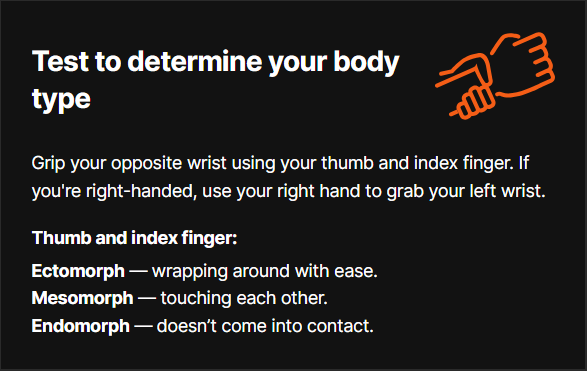 Test to determine your body
type
Grip your opposite wrist using your thumb and index finger. If
you're right-handed, use your right hand to grab your left wrist.
Thumb and index finger:
Ectomorph — wrapping around with ease.
Mesomorph — touching each other.
Endomorph — doesn’t come into contact.